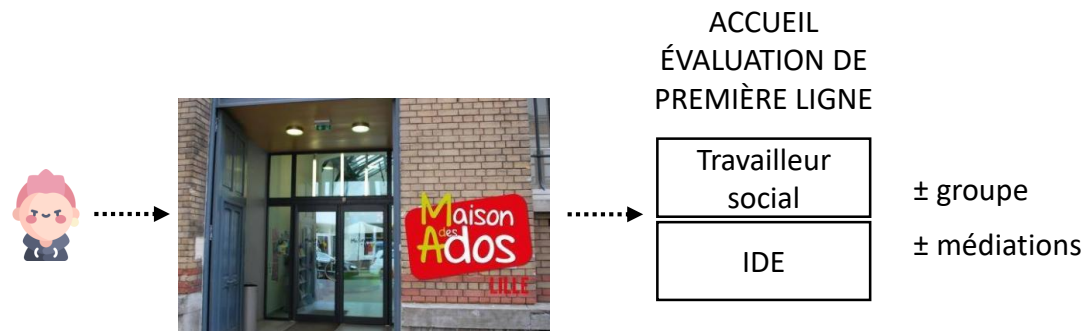 ACCUEIL
ÉVALUATION DE
PREMIÈRE LIGNE
Maison
des
Ados
LILLE
Travailleur
social
IDE
± groupe
± médiations